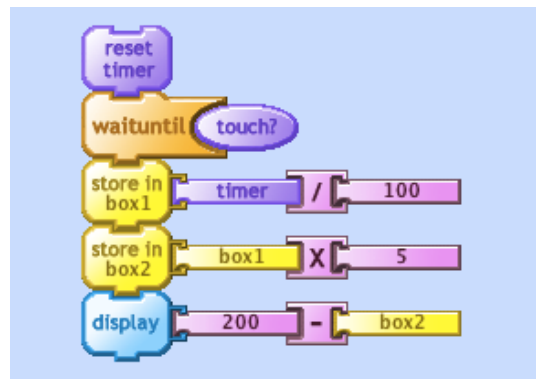 reset
timer
waituntil touch?
store in
box1 timer / 100
store in
box2 box1 X 5
display 200 - box2